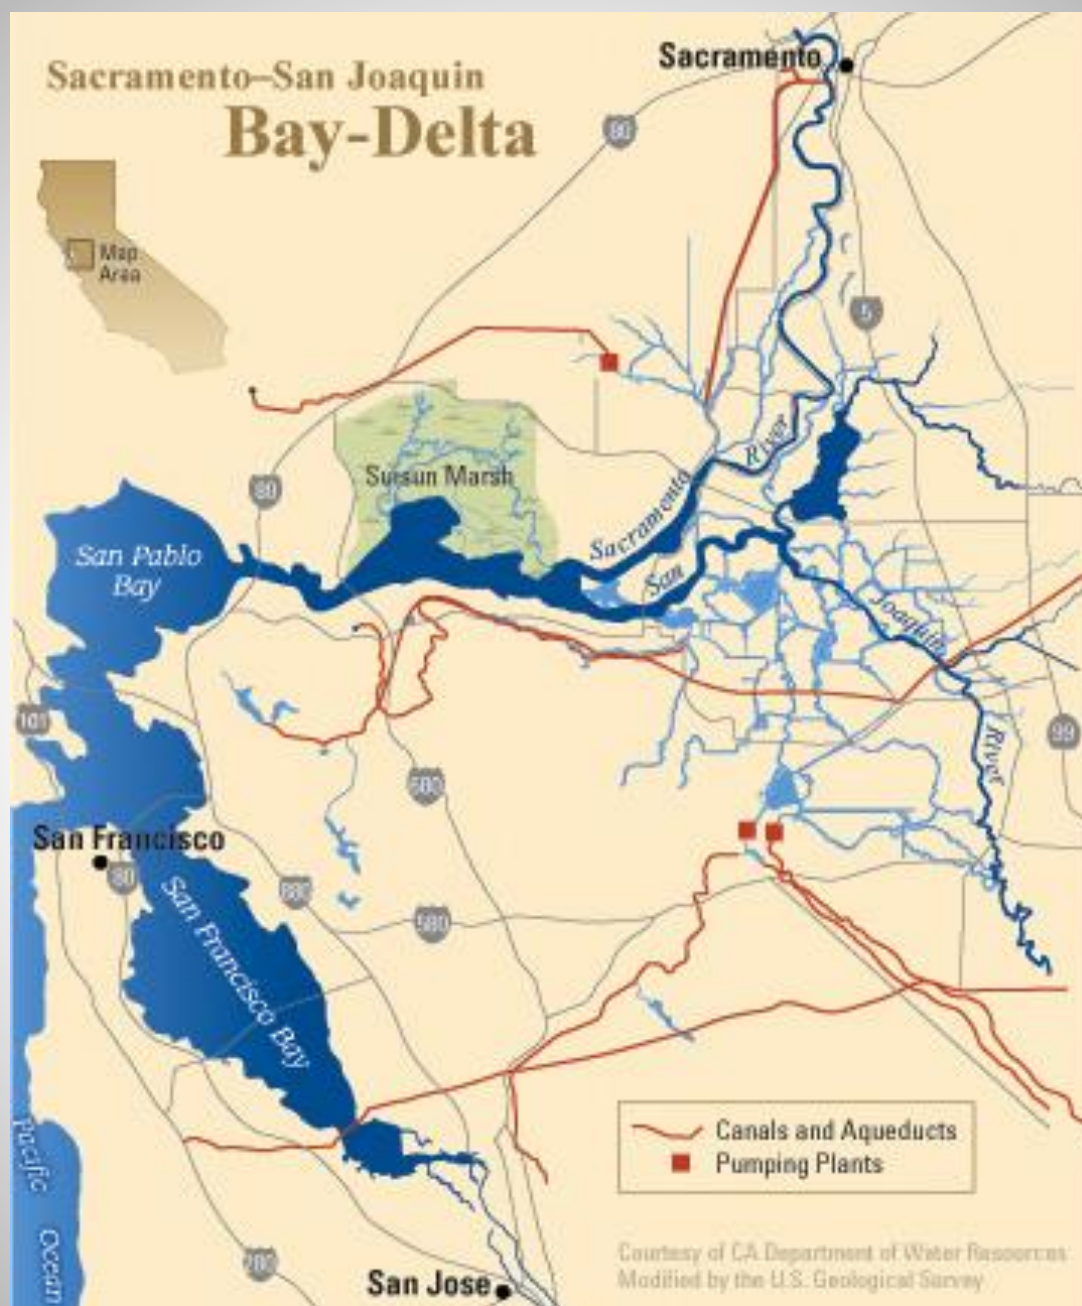 Sacramento–San Joaquin
Bay-Delta
Sacramento
80
Map
Area
5
River
Suisun Marsh
80
Sacramento
San Pablo
Bay
San
Joaquin
101
99
River
680
San Francisco
80
880
580
San Francisco Bay
Canals and Aqueducts
Pumping Plants
Pacific
Ocean
280
San Jose
Courtesy of CA Department of Water Resources
Modified by the U.S. Geological Survey